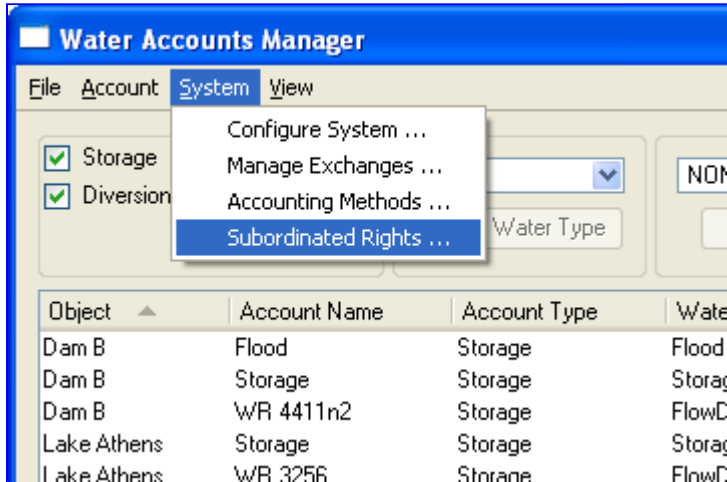 Water Accounts Manager
File Account System View
Configure System ...
Manage Exchanges ...
Accounting Methods ...
Subordinated Rights ...
Storage
Diversion
Water Type
Object Account Name Account Type
Dam B Flood Storage Flood
Dam B Storage Storage
Dam B WR 4411n2 Storage
Lake Athens Storage Storage
Lake Athens WR 3256 Storage